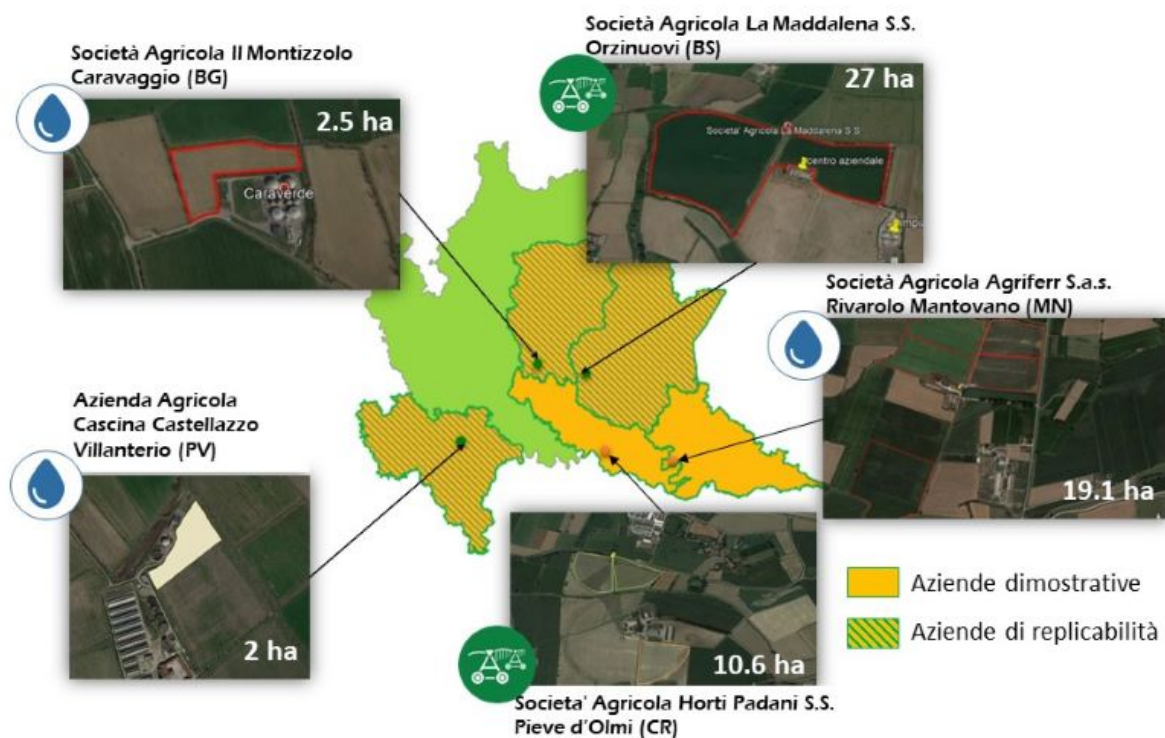 Società Agricola Il Montizzolo
Caravaggio (BG)
2.5 ha
Caraverde
Società Agricola La Maddalena S.S.
Orzinuovi (BS)
27 ha
Societa' Agricola La Maddalena S.S
centro aziendale
Società Agricola Agriferr S.a.s.
Rivarolo Mantovano (MN)
19.1 ha
Azienda Agricola
Cascina Castellazzo
Villanterio (PV)
2 ha
10.6 ha
Societa' Agricola Horti Padani S.S.
Pieve d'Olmi (CR)
Aziende dimostrative
Aziende di replicabilità